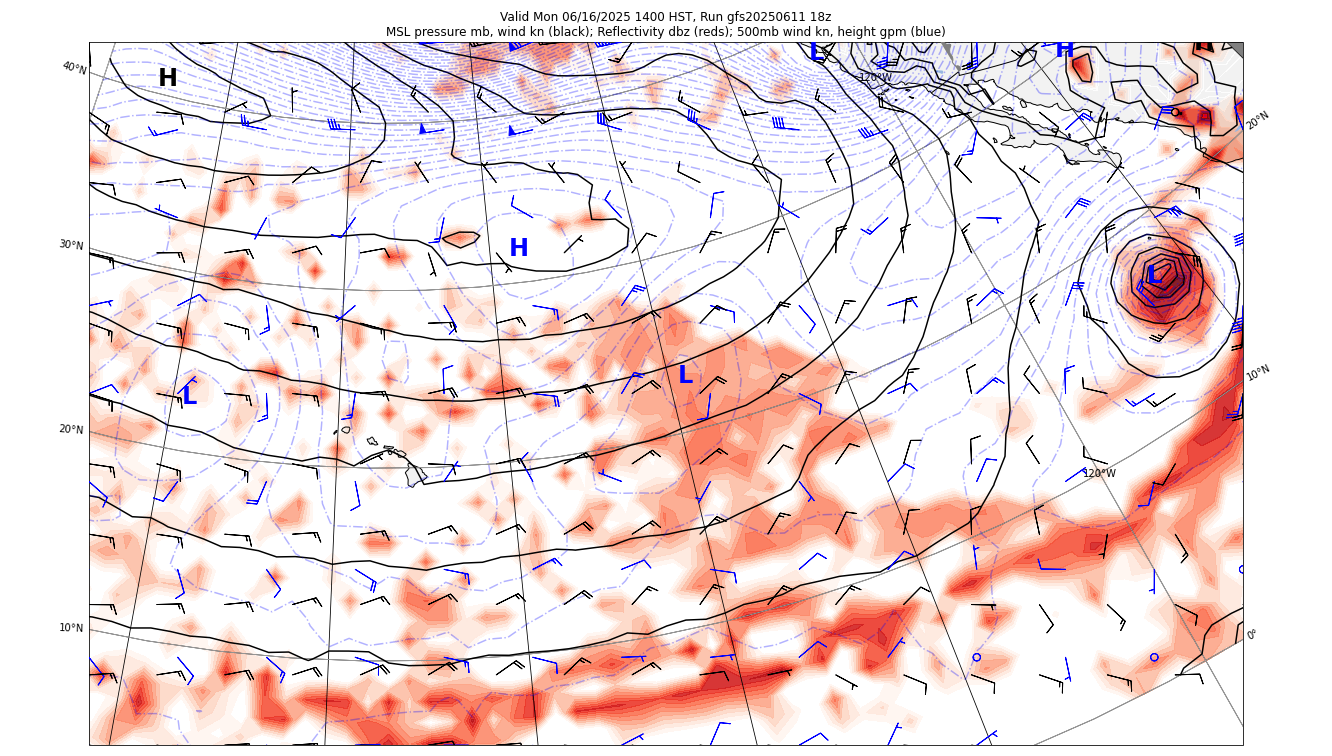 Valid Mon 06/16/2025 1400 HST, Run gfs20250611 18z
MSL pressure mb, wind kn (black); Reflectivity dbz (reds); 500mb wind kn, height gpm (blue)
L
H
H
40°N
H
120°W
20°N
30°N
H
L
L
L
10°N
20°N
120°W
10°N
0°